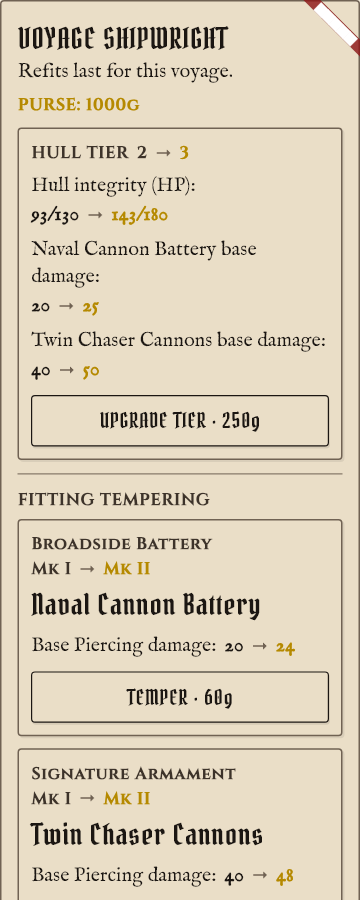 VOYAGE SHIPWRIGHT
Refits last for this voyage.
PURSE: 1000G
HULL TIER 2 → 3
Hull integrity (HP):
93/130 → 143/180
Naval Cannon Battery base
damage:
20 → 25
Twin Chaser Cannons base damage:
40 → 50
UPGRADE TIER · 250g
FITTING TEMPERING
BROADSIDE BATTERY
MK I → MK II
Naval Cannon Battery
Base Piercing damage: 20 → 24
TEMPER · 60g
SIGNATURE ARMAMENT
MK I → MK II
Twin Chaser Cannons
Base Piercing damage: 40 → 48